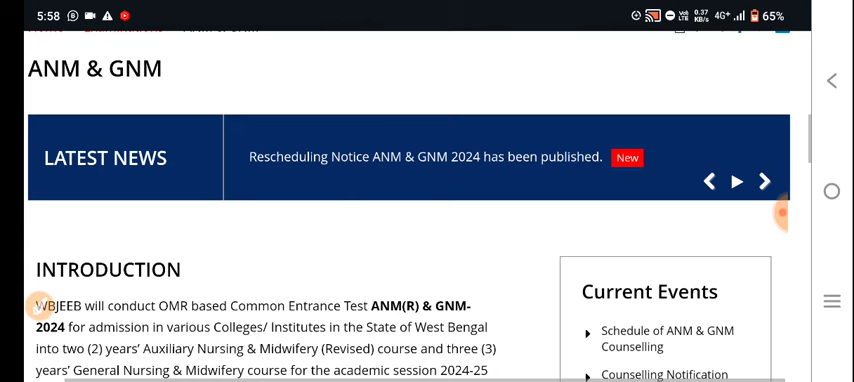 5:58
0.37
KB/s
4G+
65%
ANM & GNM
LATEST NEWS
Rescheduling Notice ANM & GNM 2024 has been published. New
INTRODUCTION
WBJEEB will conduct OMR based Common Entrance Test ANM(R) & GNM-
2024 for admission in various Colleges/ Institutes in the State of West Bengal
into two (2) years' Auxiliary Nursing & Midwifery (Revised) course and three (3)
years' General Nursing & Midwifery course for the academic session 2024-25
Current Events
Schedule of ANM & GNM
Counselling
Counselling Notification